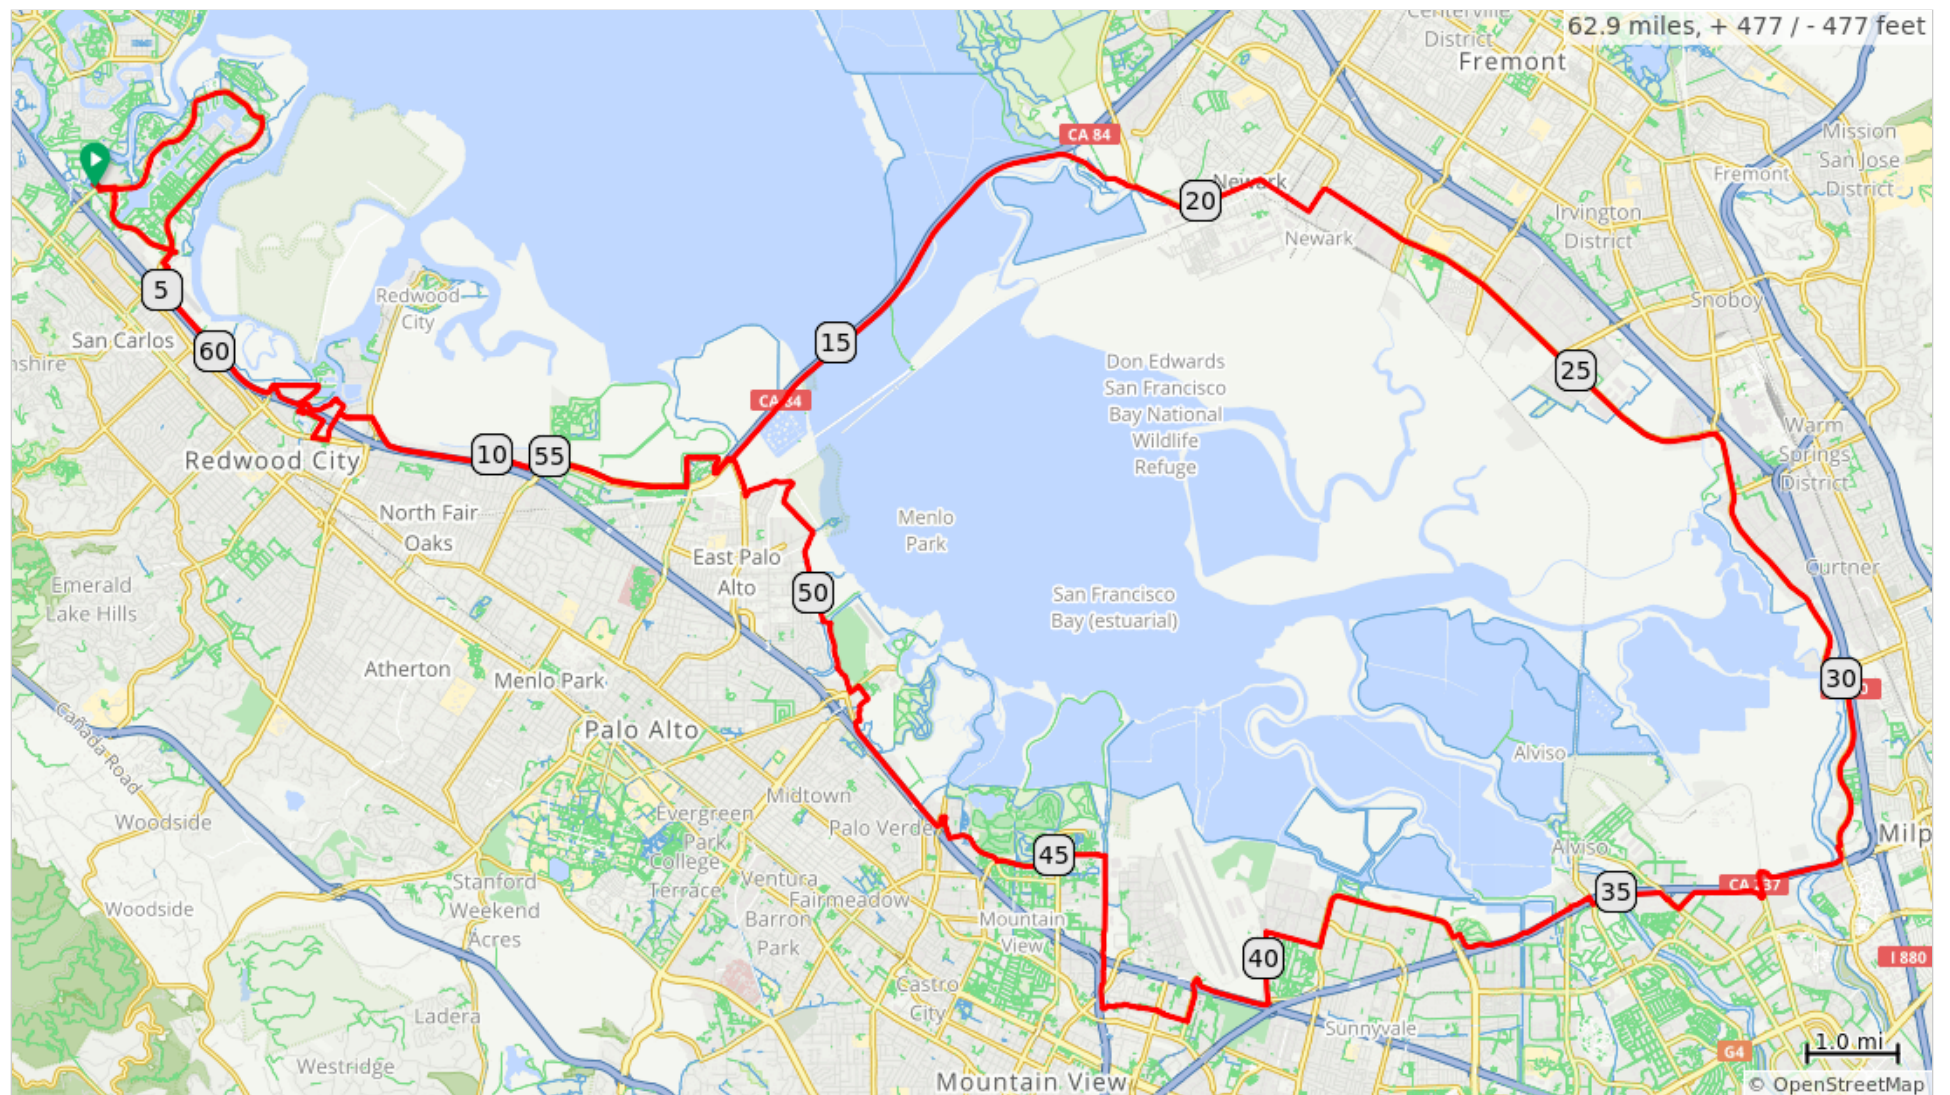 Centerville
District
62.9 miles, + 477 / - 477 feet
Fremont
CA 84
Mission
San Jose
District
Fremont
Newark
20
Irvington
District
Newark
Redwood
City
5
San Carlos
60
15
Snoboy
Don Edwards
San Francisco
Bay National
Wildlife
Refuge
25
CA 84
Redwood City
10
55
Warm
Springs
District
North Fair
Oaks
Menlo
Park
East Palo
Alto
Emerald
Lake Hills
50
San Francisco
Bay (estuarial)
Curtner
Atherton
Menlo Park
30
Cañada Road
Palo Alto
Alviso
Midtown
Woodside
Evergreen
Park
College
Terrace
Palo Verde
45
Alviso
Milp
Stanford
Weekend
Acres
Ventura
Fairmeadow
Barron
Park
CA 237
35
Woodside
Mountain
View
40
I 880
Castro
City
Ladera
Sunnyvale
Westridge
G4
1.0 mi
Mountain View
© OpenStreetMap